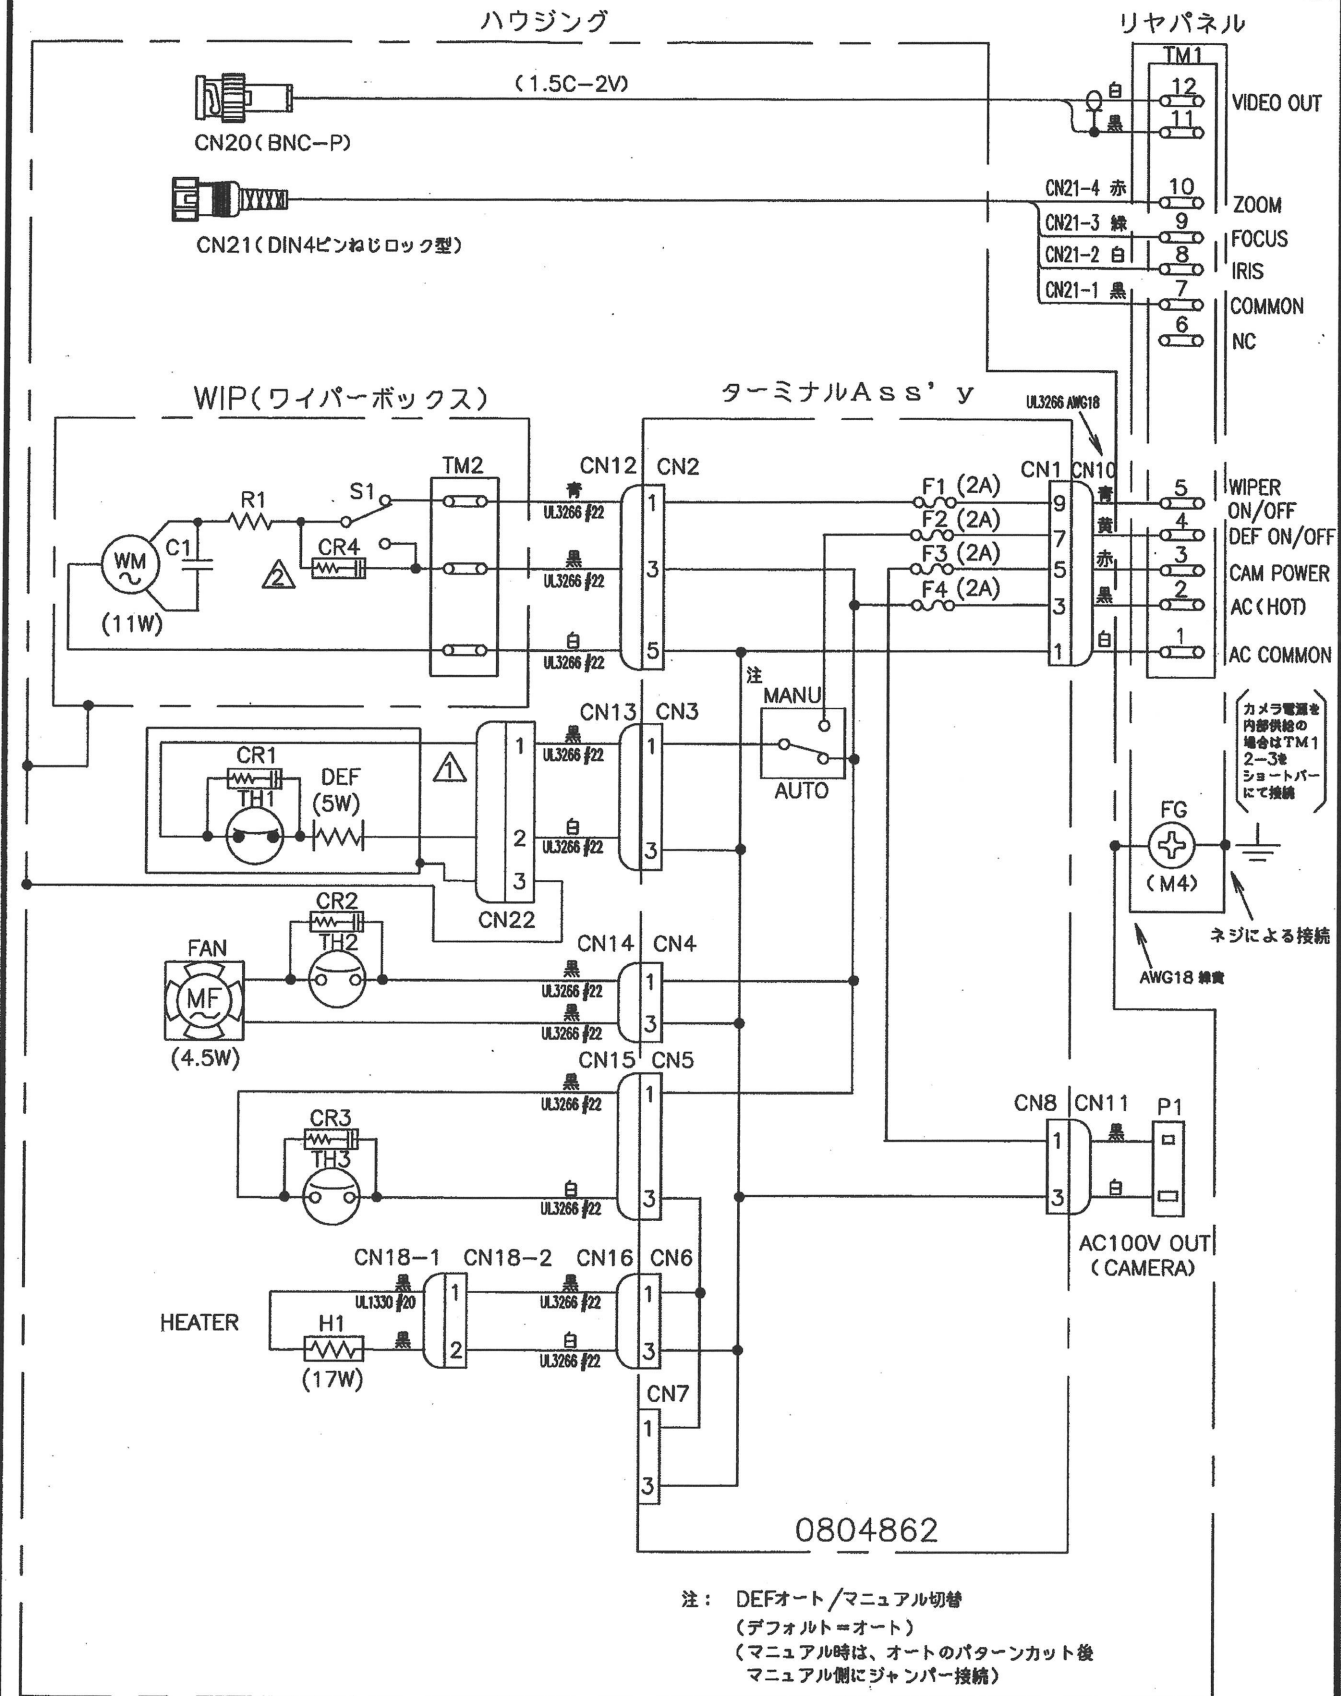 ハウジング
リヤパネル
TM1
(1.5C-2V)
白
12
VIDEO OUT
黒
11
CN20(BNC-P)
CN21-4 赤
10
ZOOM
CN21-3 緑
9
FOCUS
CN21(DIN4ピンねじロック型)
CN21-2 白
8
IRIS
CN21-1 黒
7
COMMON
6
NC
WIP(ワイパーボックス)
ターミナルAss'y
UL3266 AWG18
TM2
CN12
CN2
CN1
CN10
R1
S1
青
UL3266 #22
1
F1 (2A)
9
青
5
WIPER
ON/OFF
F2 (2A)
7
黄
4
DEF ON/OFF
WM
C1
2
CR4
黒
UL3266 #22
3
F3 (2A)
5
赤
3
CAM POWER
(11W)
F4 (2A)
3
黒
2
AC(HOT)
白
UL3266 #22
5
1
白
1
AC COMMON
注
MANU
AUTO
CN13
CN3
黒
UL3266 #22
1
1
1
カメラ電源を
内部供給の
場合はTM1
2-3を
ショートバー
にて接続
CR1
TH1
DEF
(5W)
2
白
UL3266 #22
3
3
CN22
FG
(M4)
ネジによる接続
AWG18 緑黄
CR2
TH2
CN14
CN4
FAN
MF
(4.5W)
黒
UL3266 #22
1
黒
UL3266 #22
3
CN15
CN5
黒
UL3266 #22
1
CR3
TH3
白
UL3266 #22
3
CN8
CN11
P1
1
黒
3
白
AC100V OUT
(CAMERA)
CN18-1
CN18-2
CN16
CN6
HEATER
黒
UL1330 #20
1
黒
UL3266 #22
1
H1
(17W)
黒
2
白
UL3266 #22
3
CN7
1
3
0804862
注: DEFオート/マニュアル切替
(デフォルト=オート)
(マニュアル時は、オートのパターンカット後
マニュアル側にジャンパー接続)